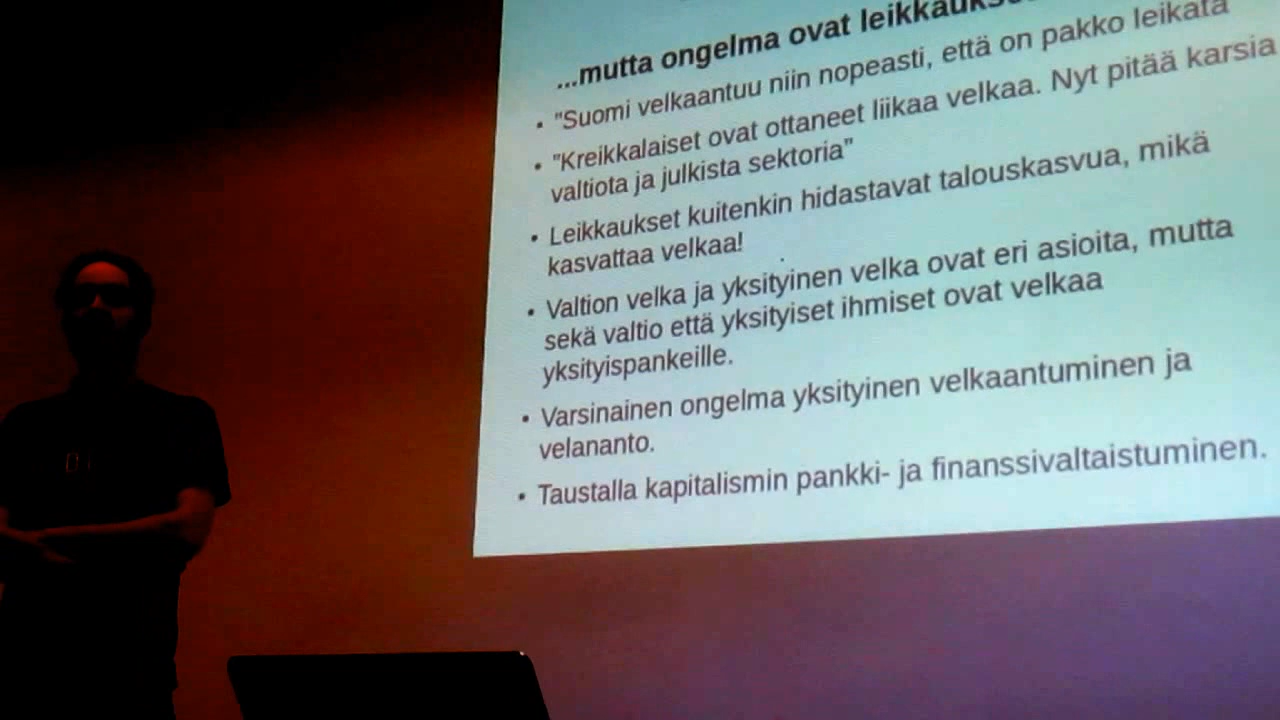 ...mutta ongelma ovat leikkaukset
• "Suomi velkaantuu niin nopeasti, että on pakko leikata
• "Kreikkalaiset ovat ottaneet liikaa velkaa. Nyt pitää karsia
valtiota ja julkista sektoria"
• Leikkaukset kuitenkin hidastavat talouskasvua, mikä
kasvattaa velkaa!
• Valtion velka ja yksityinen velka ovat eri asioita, mutta
sekä valtio että yksityiset ihmiset ovat velkaa
yksityispankeille.
• Varsinainen ongelma yksityinen velkaantuminen ja
velananto.
• Taustalla kapitalismin pankki- ja finanssivaltaistuminen.